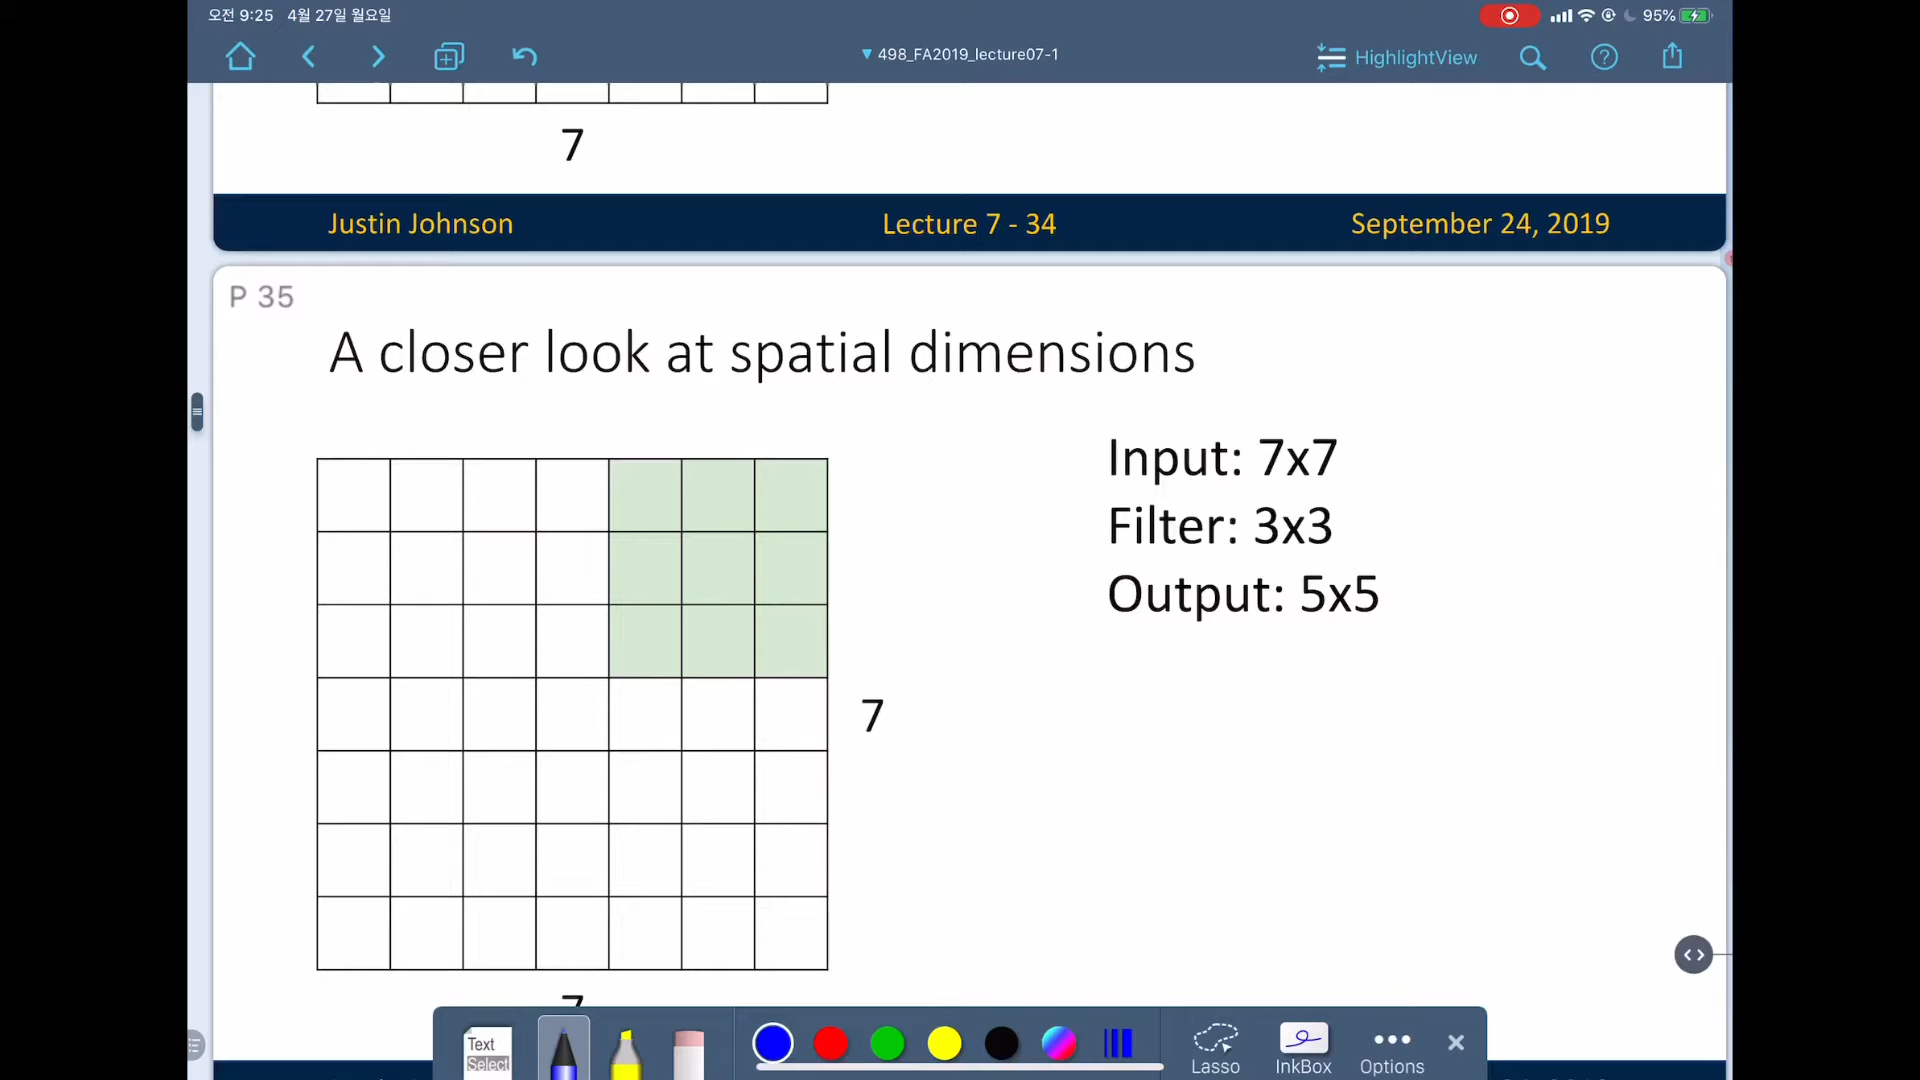 오전 9:25 4월 27일 월요일
95%
▼ 498_FA2019_lecture07-1
HighlightView
7
Justin Johnson
Lecture 7 - 34
September 24, 2019
P 35
A closer look at spatial dimensions
Input: 7x7
Filter: 3x3
Output: 5x5
7
7
Text
Select
Lasso
InkBox
Options